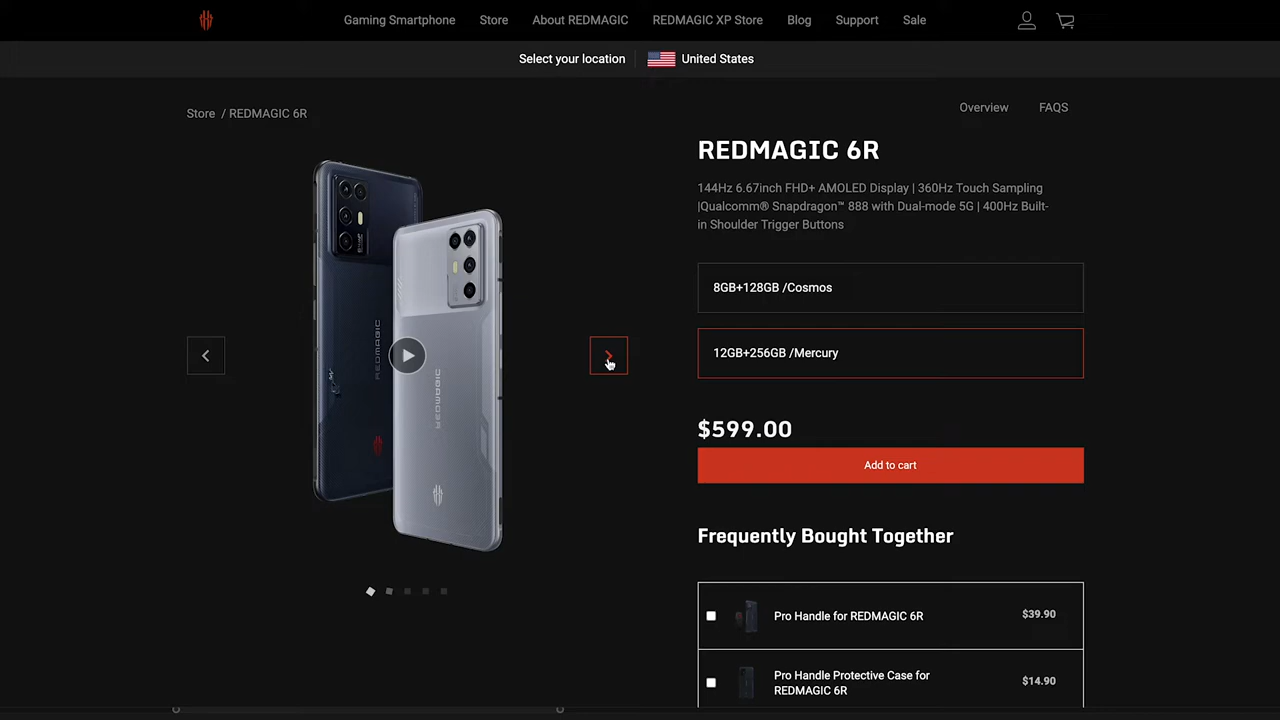 Gaming Smartphone Store About REDMAGIC REDMAGIC XP Store Blog Support Sale
Select your location United States
Store / REDMAGIC 6R
Overview FAQS
REDMAGIC 6R
144Hz 6.67inch FHD+ AMOLED Display | 360Hz Touch Sampling
|Qualcomm® Snapdragon™ 888 with Dual-mode 5G | 400Hz Built-
in Shoulder Trigger Buttons
8GB+128GB /Cosmos
12GB+256GB /Mercury
REDMAGIC
REDMAGIC
$599.00
Add to cart
Frequently Bought Together
Pro Handle for REDMAGIC 6R $39.90
Pro Handle Protective Case for
REDMAGIC 6R
$14.90